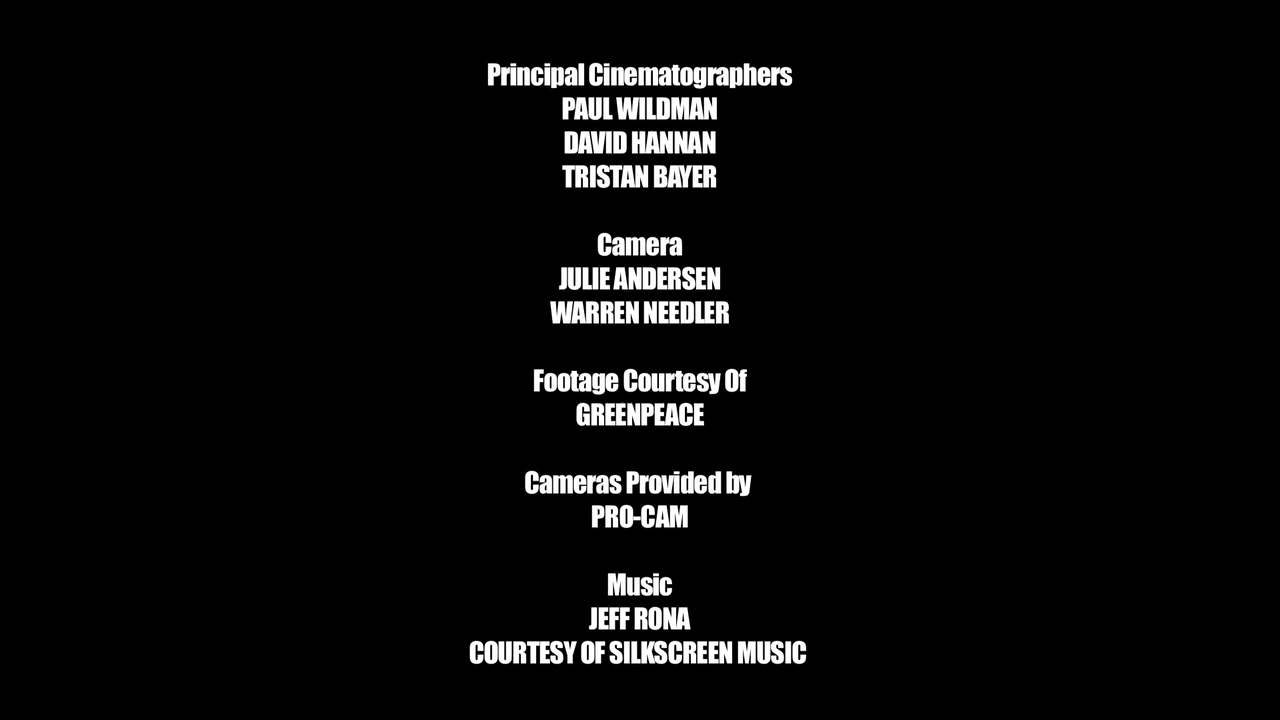 Principal Cinematographers
PAUL WILDMAN
DAVID HANNAN
TRISTAN BAYER
Camera
JULIE ANDERSEN
WARREN NEEDLER
Footage Courtesy Of
GREENPEACE
Cameras Provided by
PRO-CAM
Music
JEFF RONA
COURTESY OF SILKSCREEN MUSIC